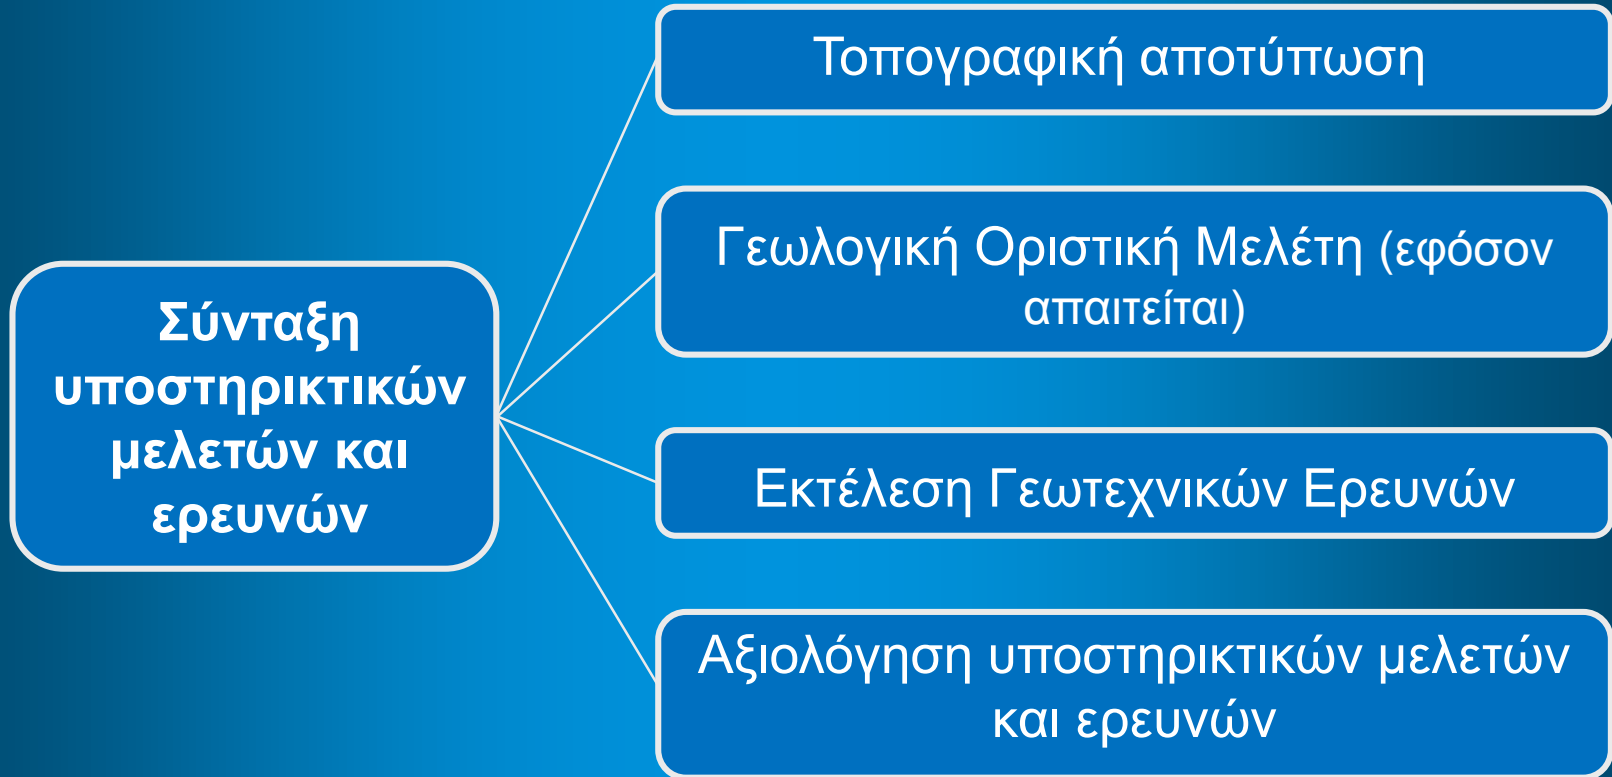 Τοπογραφική αποτύπωση
Γεωλογική Οριστική Μελέτη (εφόσον
απαιτείται)
Σύνταξη
υποστηρικτικών
μελετών και
ερευνών
Εκτέλεση Γεωτεχνικών Ερευνών
Αξιολόγηση υποστηρικτικών μελετών
και ερευνών